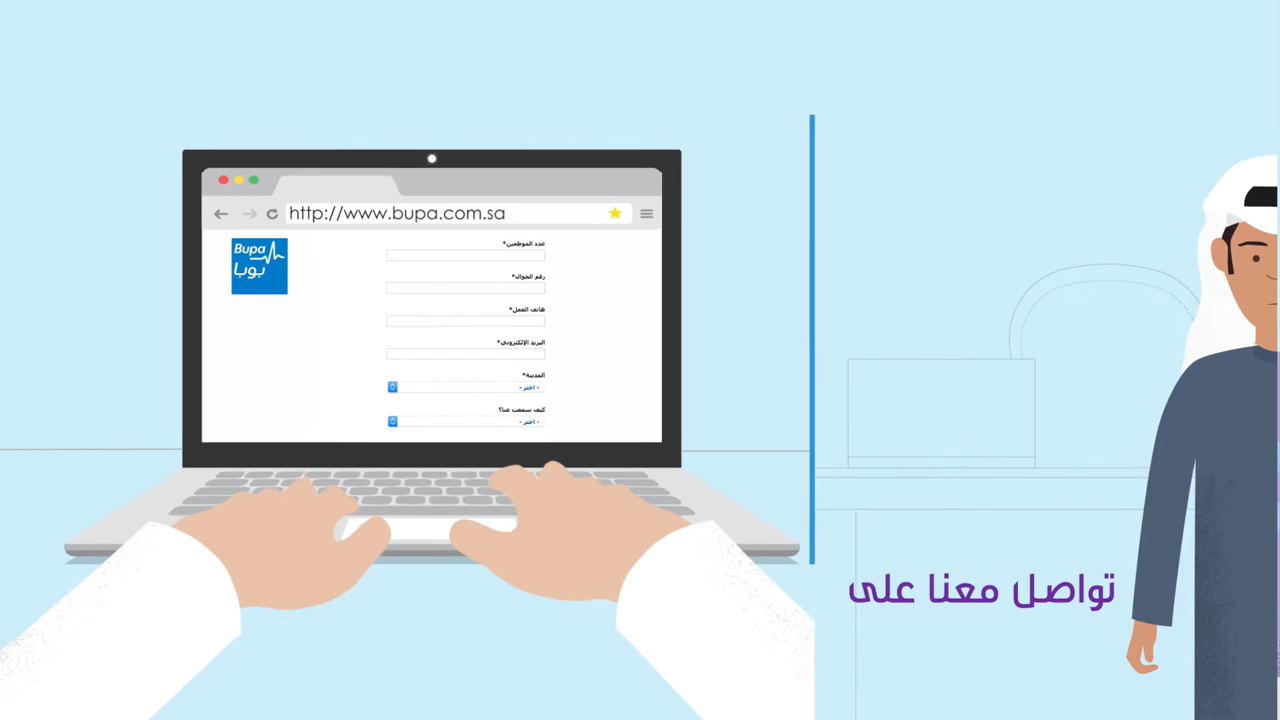 http://www.bupa.com.sa
Bupa
بوبا
عدد الموظفين*
رقم الجوال*
هاتف العمل*
البريد الإلكتروني*
المدينة*
- اختر -
كيف سمعت عنا؟
- اختر -
تواصل معنا على